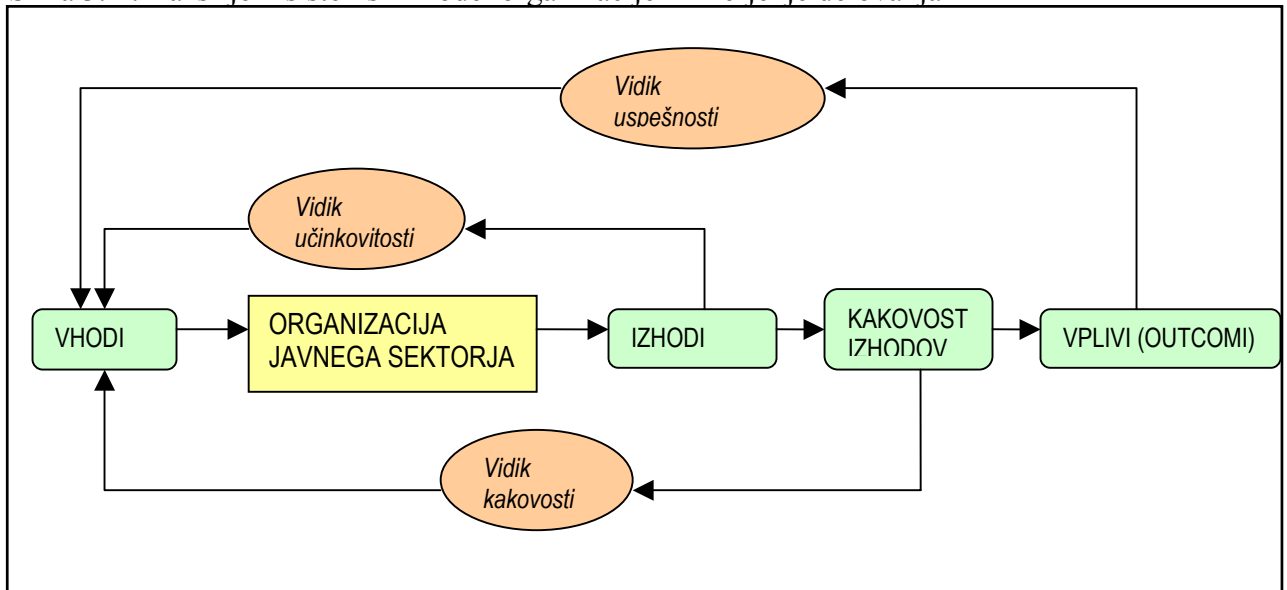 Vidik
uspešnosti
Vidik
učinkovitosti
VHODI
ORGANIZACIJA
JAVNEGA SEKTORJA
IZHODI
KAKOVOST
IZHODOV
VPLIVI (OUTCOMI)
Vidik
kakovosti